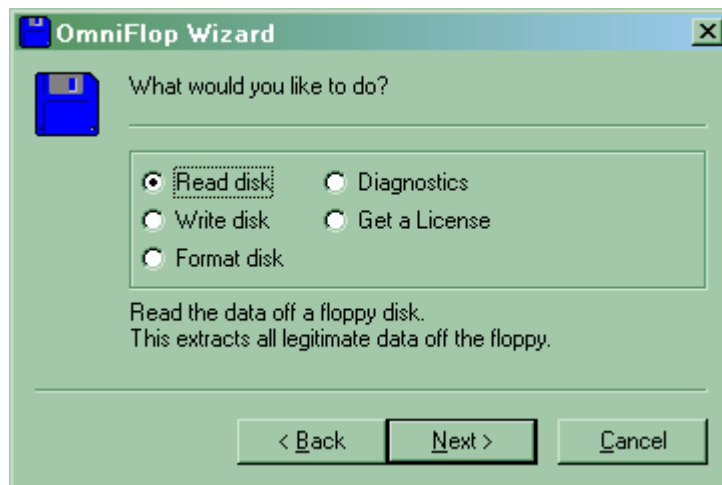 OmniFlop Wizard
What would you like to do?
Read disk
Diagnostics
Write disk
Get a License
Format disk
Read the data off a floppy disk.
This extracts all legitimate data off the floppy.
< Back
Next >
Cancel